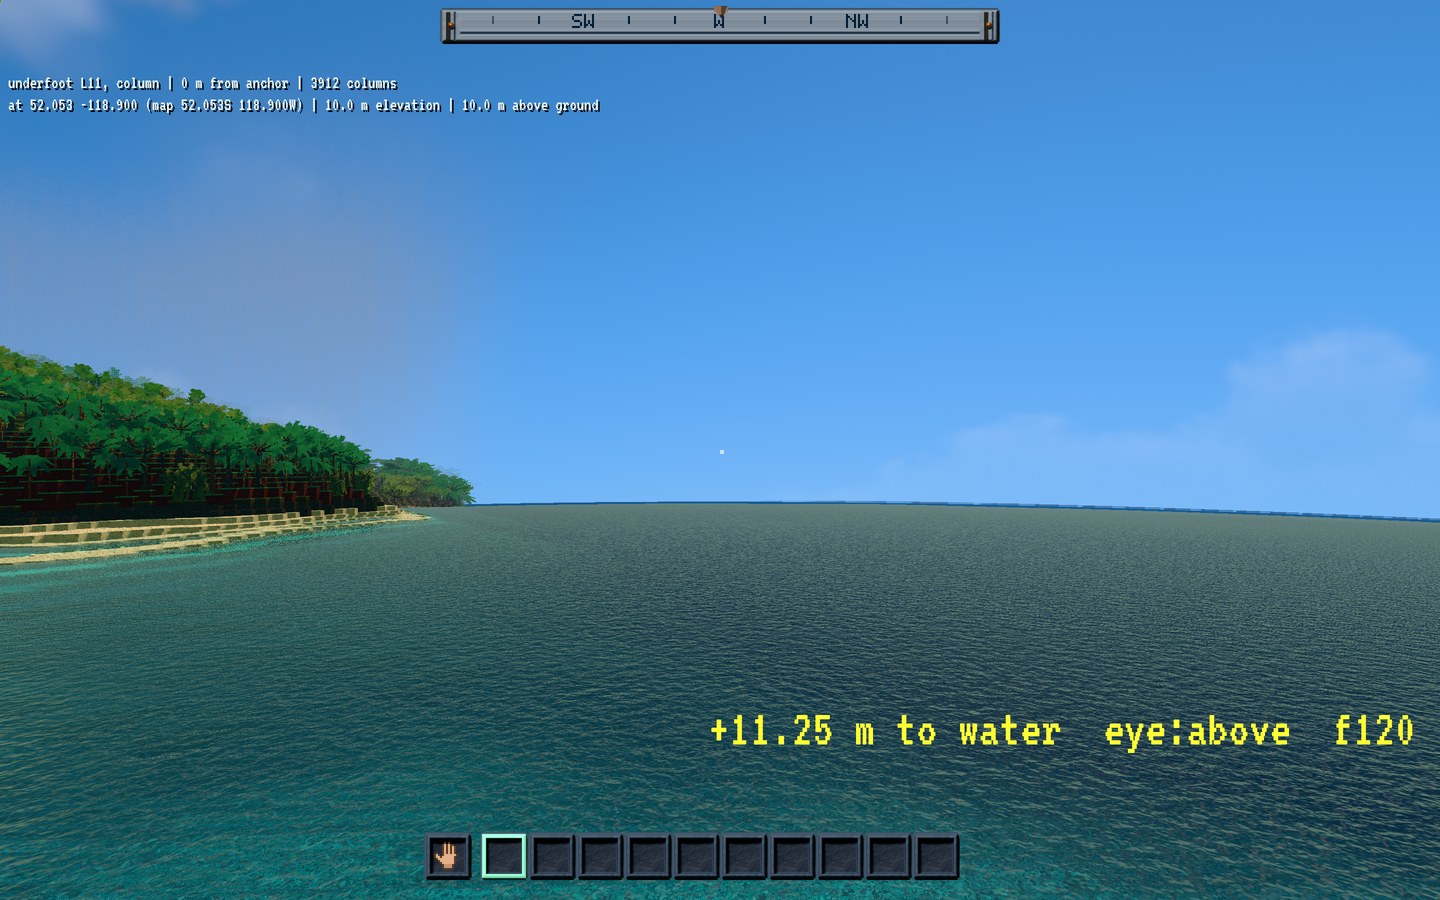 SW W NW
underfoot L11, column | 0 m from anchor | 3912 columns
at 52.053 -118.900 (map 52.053S 118.900W) | 10.0 m elevation | 10.0 m above ground
+11.25 m to water eye:above f120